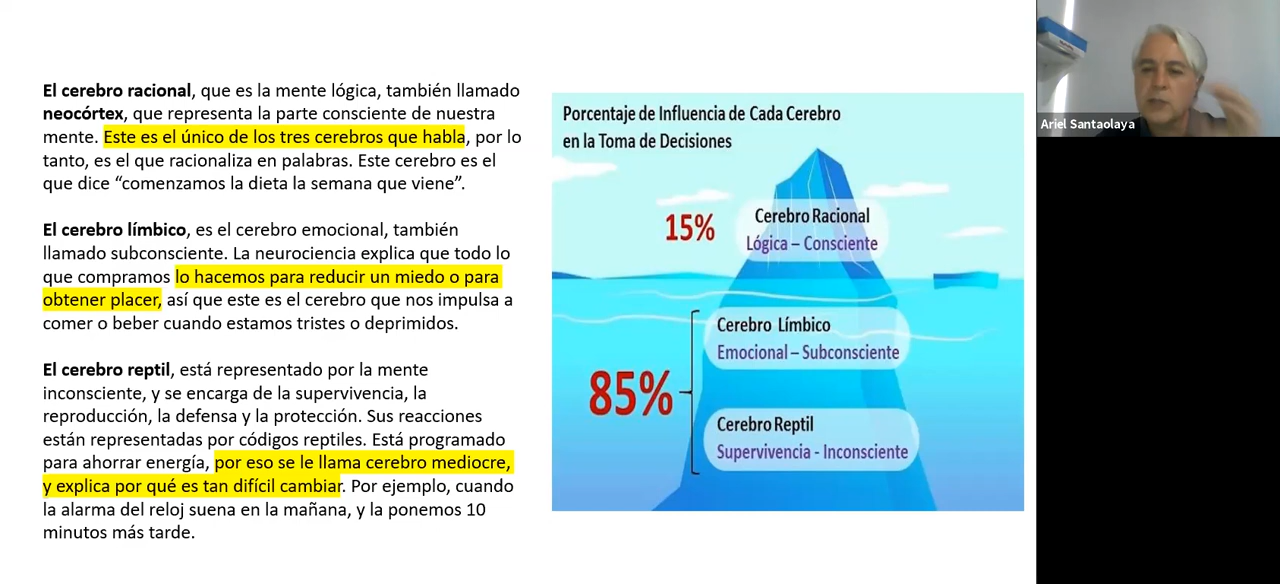 El cerebro racional, que es la mente lógica, también llamado
neocórtex, que representa la parte consciente de nuestra
mente. Este es el único de los tres cerebros que habla, por lo
tanto, es el que racionaliza en palabras. Este cerebro es el
que dice “comenzamos la dieta la semana que viene”.
El cerebro límbico, es el cerebro emocional, también
llamado subconsciente. La neurociencia explica que todo lo
que compramos lo hacemos para reducir un miedo o para
obtener placer, así que este es el cerebro que nos impulsa a
comer o beber cuando estamos tristes o deprimidos.
El cerebro reptil, está representado por la mente
inconsciente, y se encarga de la supervivencia, la
reproducción, la defensa y la protección. Sus reacciones
están representadas por códigos reptiles. Está programado
para ahorrar energía, por eso se le llama cerebro mediocre,
y explica por qué es tan difícil cambiar. Por ejemplo, cuando
la alarma del reloj suena en la mañana, y la ponemos 10
minutos más tarde.
Porcentaje de Influencia de Cada Cerebro
en la Toma de Decisiones
15%
Cerebro Racional
Lógica – Consciente
85%
Cerebro Límbico
Emocional – Subconsciente
Cerebro Reptil
Supervivencia - Inconsciente
Ariel Santaolaya